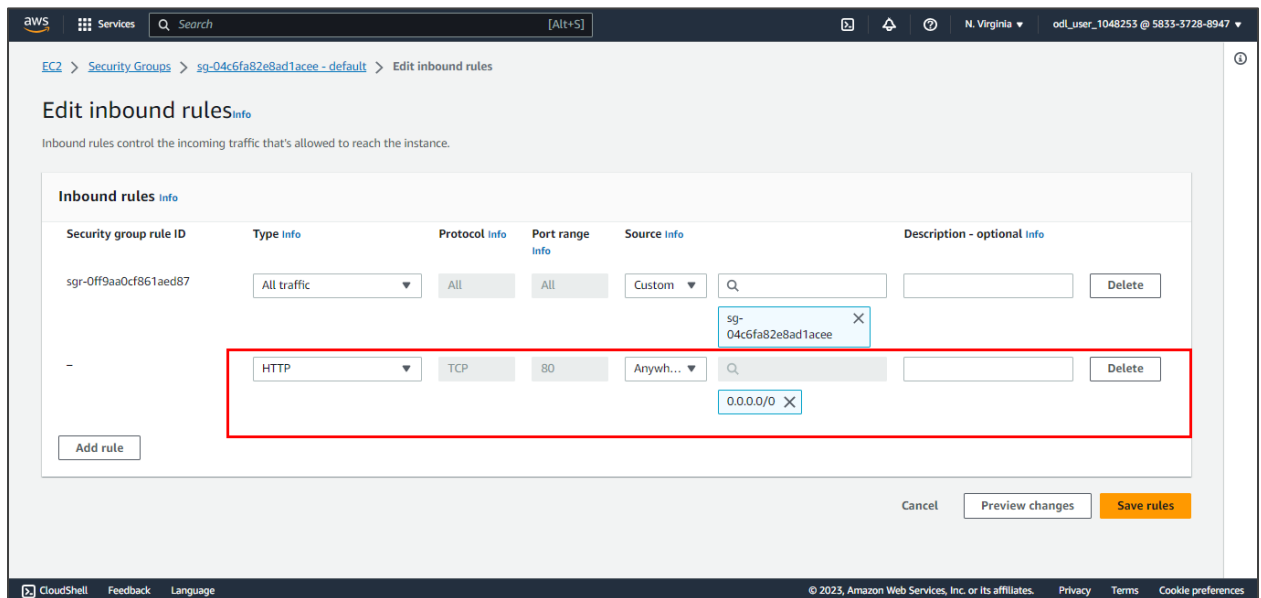 aws Services Search [Alt+S] N. Virginia odl_user_1048253 @ 5833-3728-8947
EC2 > Security Groups > sg-04c6fa82e8ad1acee - default > Edit inbound rules
Edit inbound rules Info
Inbound rules control the incoming traffic that's allowed to reach the instance.
Inbound rules Info
Security group rule ID Type Info Protocol Info Port range Source Info Description - optional Info
Info
sgr-0ff9aa0cf861aed87 All traffic All All Custom Delete
sg-
04c6fa82e8ad1acee
– HTTP TCP 80 Anywh... Delete
0.0.0.0/0
Add rule
Cancel Preview changes Save rules
CloudShell Feedback Language © 2023, Amazon Web Services, Inc. or its affiliates. Privacy Terms Cookie preferences